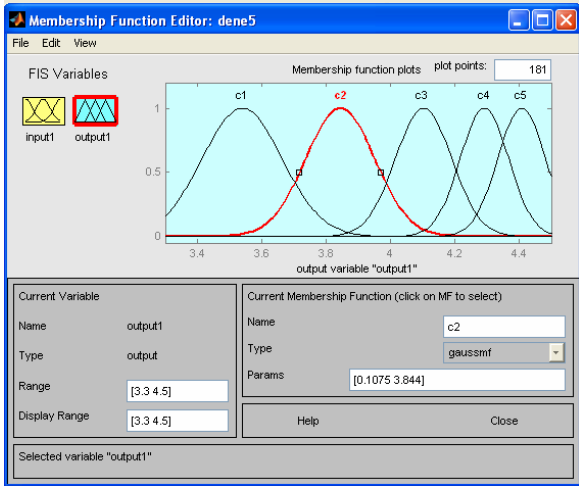 Membership Function Editor: dene5
File Edit View
FIS Variables
Membership function plots plot points: 181
input1 output1
c1 c2 c3 c4 c5
1
0.5
0
3.4 3.6 3.8 4 4.2 4.4
output variable "output1"
Current Variable
Name output1
Type output
Range [3.3 4.5]
Display Range [3.3 4.5]
Current Membership Function (click on MF to select)
Name c2
Type gaussmf
Params [0.1075 3.844]
Help Close
Selected variable "output1"